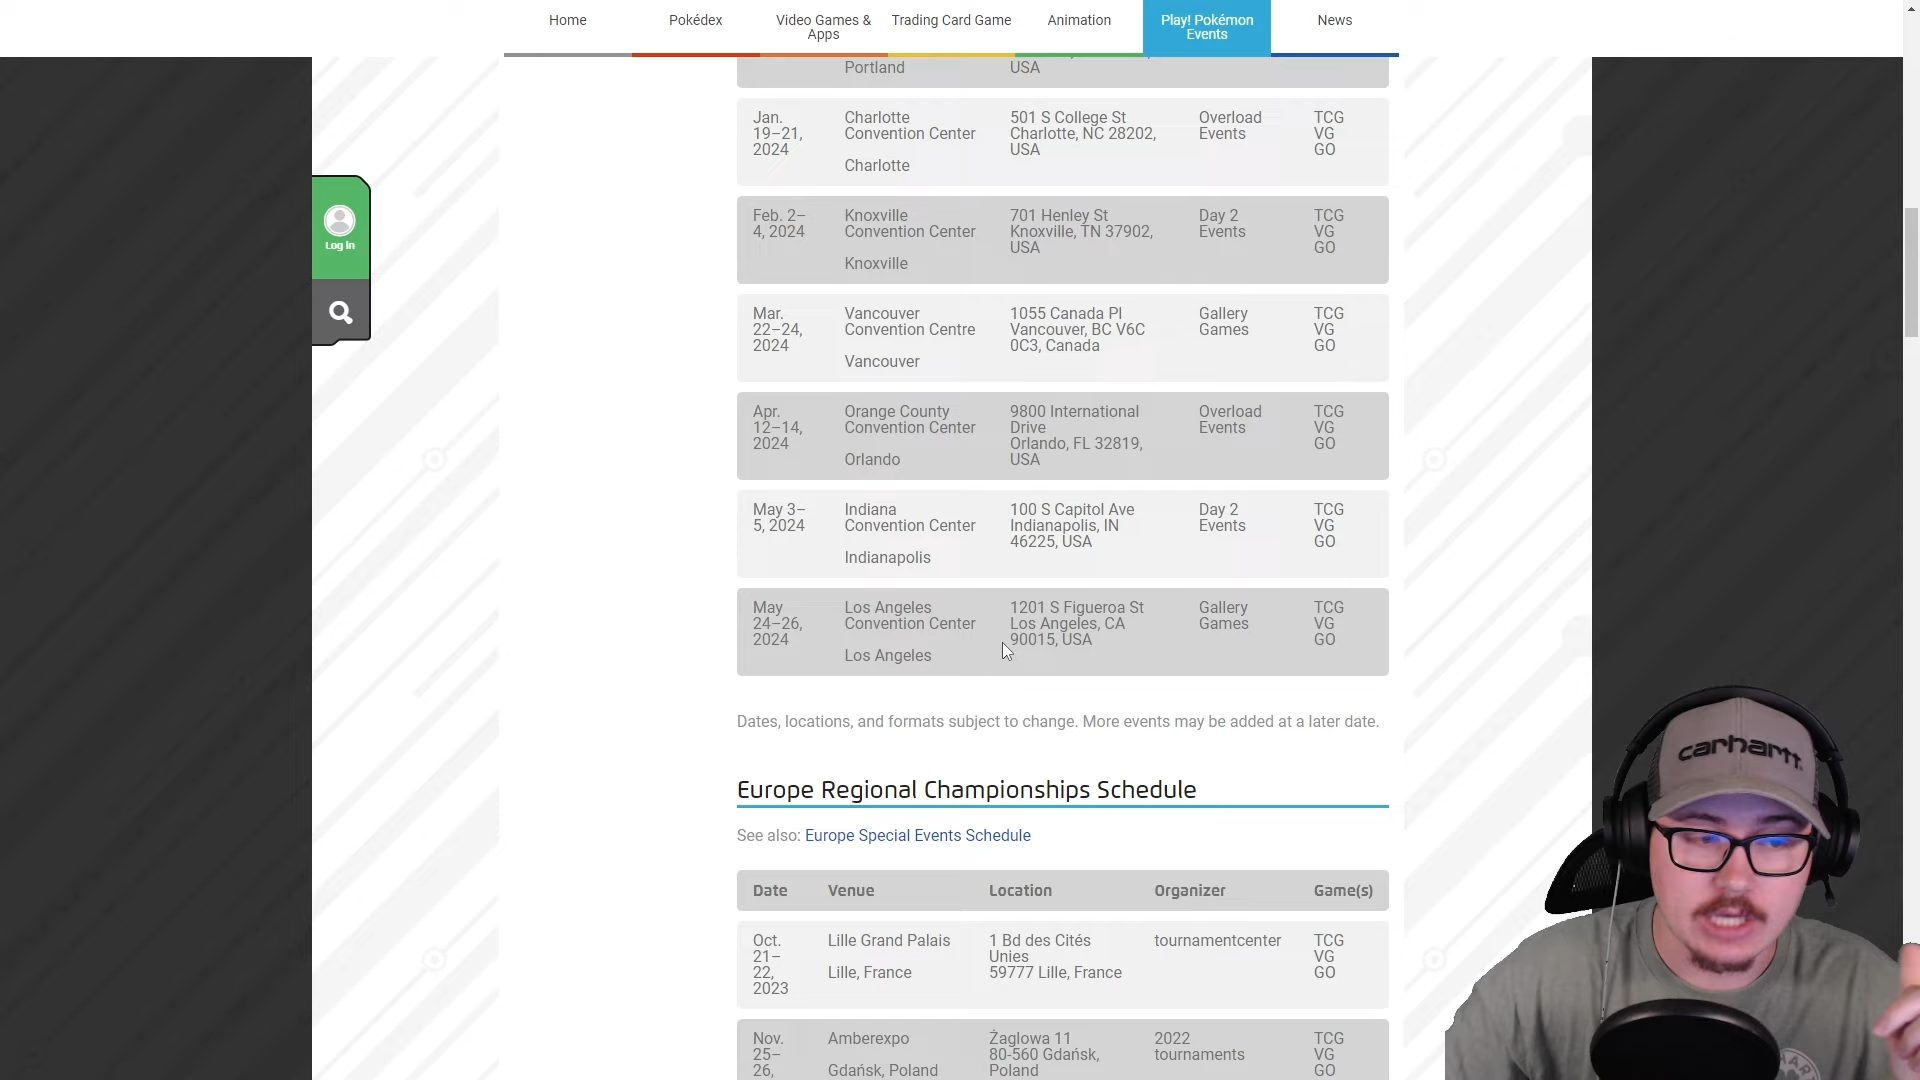 Home
Pokédex
Video Games &
Apps
Trading Card Game
Animation
Play! Pokémon
Events
News
Log in
Portland
USA
Jan.
19–21,
2024
Charlotte
Convention Center
Charlotte
501 S College St
Charlotte, NC 28202,
USA
Overload
Events
TCG
VG
GO
Feb. 2–
4, 2024
Knoxville
Convention Center
Knoxville
701 Henley St
Knoxville, TN 37902,
USA
Day 2
Events
TCG
VG
GO
Mar.
22–24,
2024
Vancouver
Convention Centre
Vancouver
1055 Canada Pl
Vancouver, BC V6C
0C3, Canada
Gallery
Games
TCG
VG
GO
Apr.
12–14,
2024
Orange County
Convention Center
Orlando
9800 International
Drive
Orlando, FL 32819,
USA
Overload
Events
TCG
VG
GO
May 3–
5, 2024
Indiana
Convention Center
Indianapolis
100 S Capitol Ave
Indianapolis, IN
46225, USA
Day 2
Events
TCG
VG
GO
May
24–26,
2024
Los Angeles
Convention Center
Los Angeles
1201 S Figueroa St
Los Angeles, CA
90015, USA
Gallery
Games
TCG
VG
GO
Dates, locations, and formats subject to change. More events may be added at a later date.
Europe Regional Championships Schedule
See also: Europe Special Events Schedule
Date Venue Location Organizer Game(s)
Oct.
21–
22,
2023
Lille Grand Palais
Lille, France
1 Bd des Cités
Unies
59777 Lille, France
tournamentcenter
TCG
VG
GO
Nov.
25–
26,
Amberexpo
Gdańsk, Poland
Żaglowa 11
80-560 Gdańsk,
Poland
2022
tournaments
TCG
VG
GO
carhartt